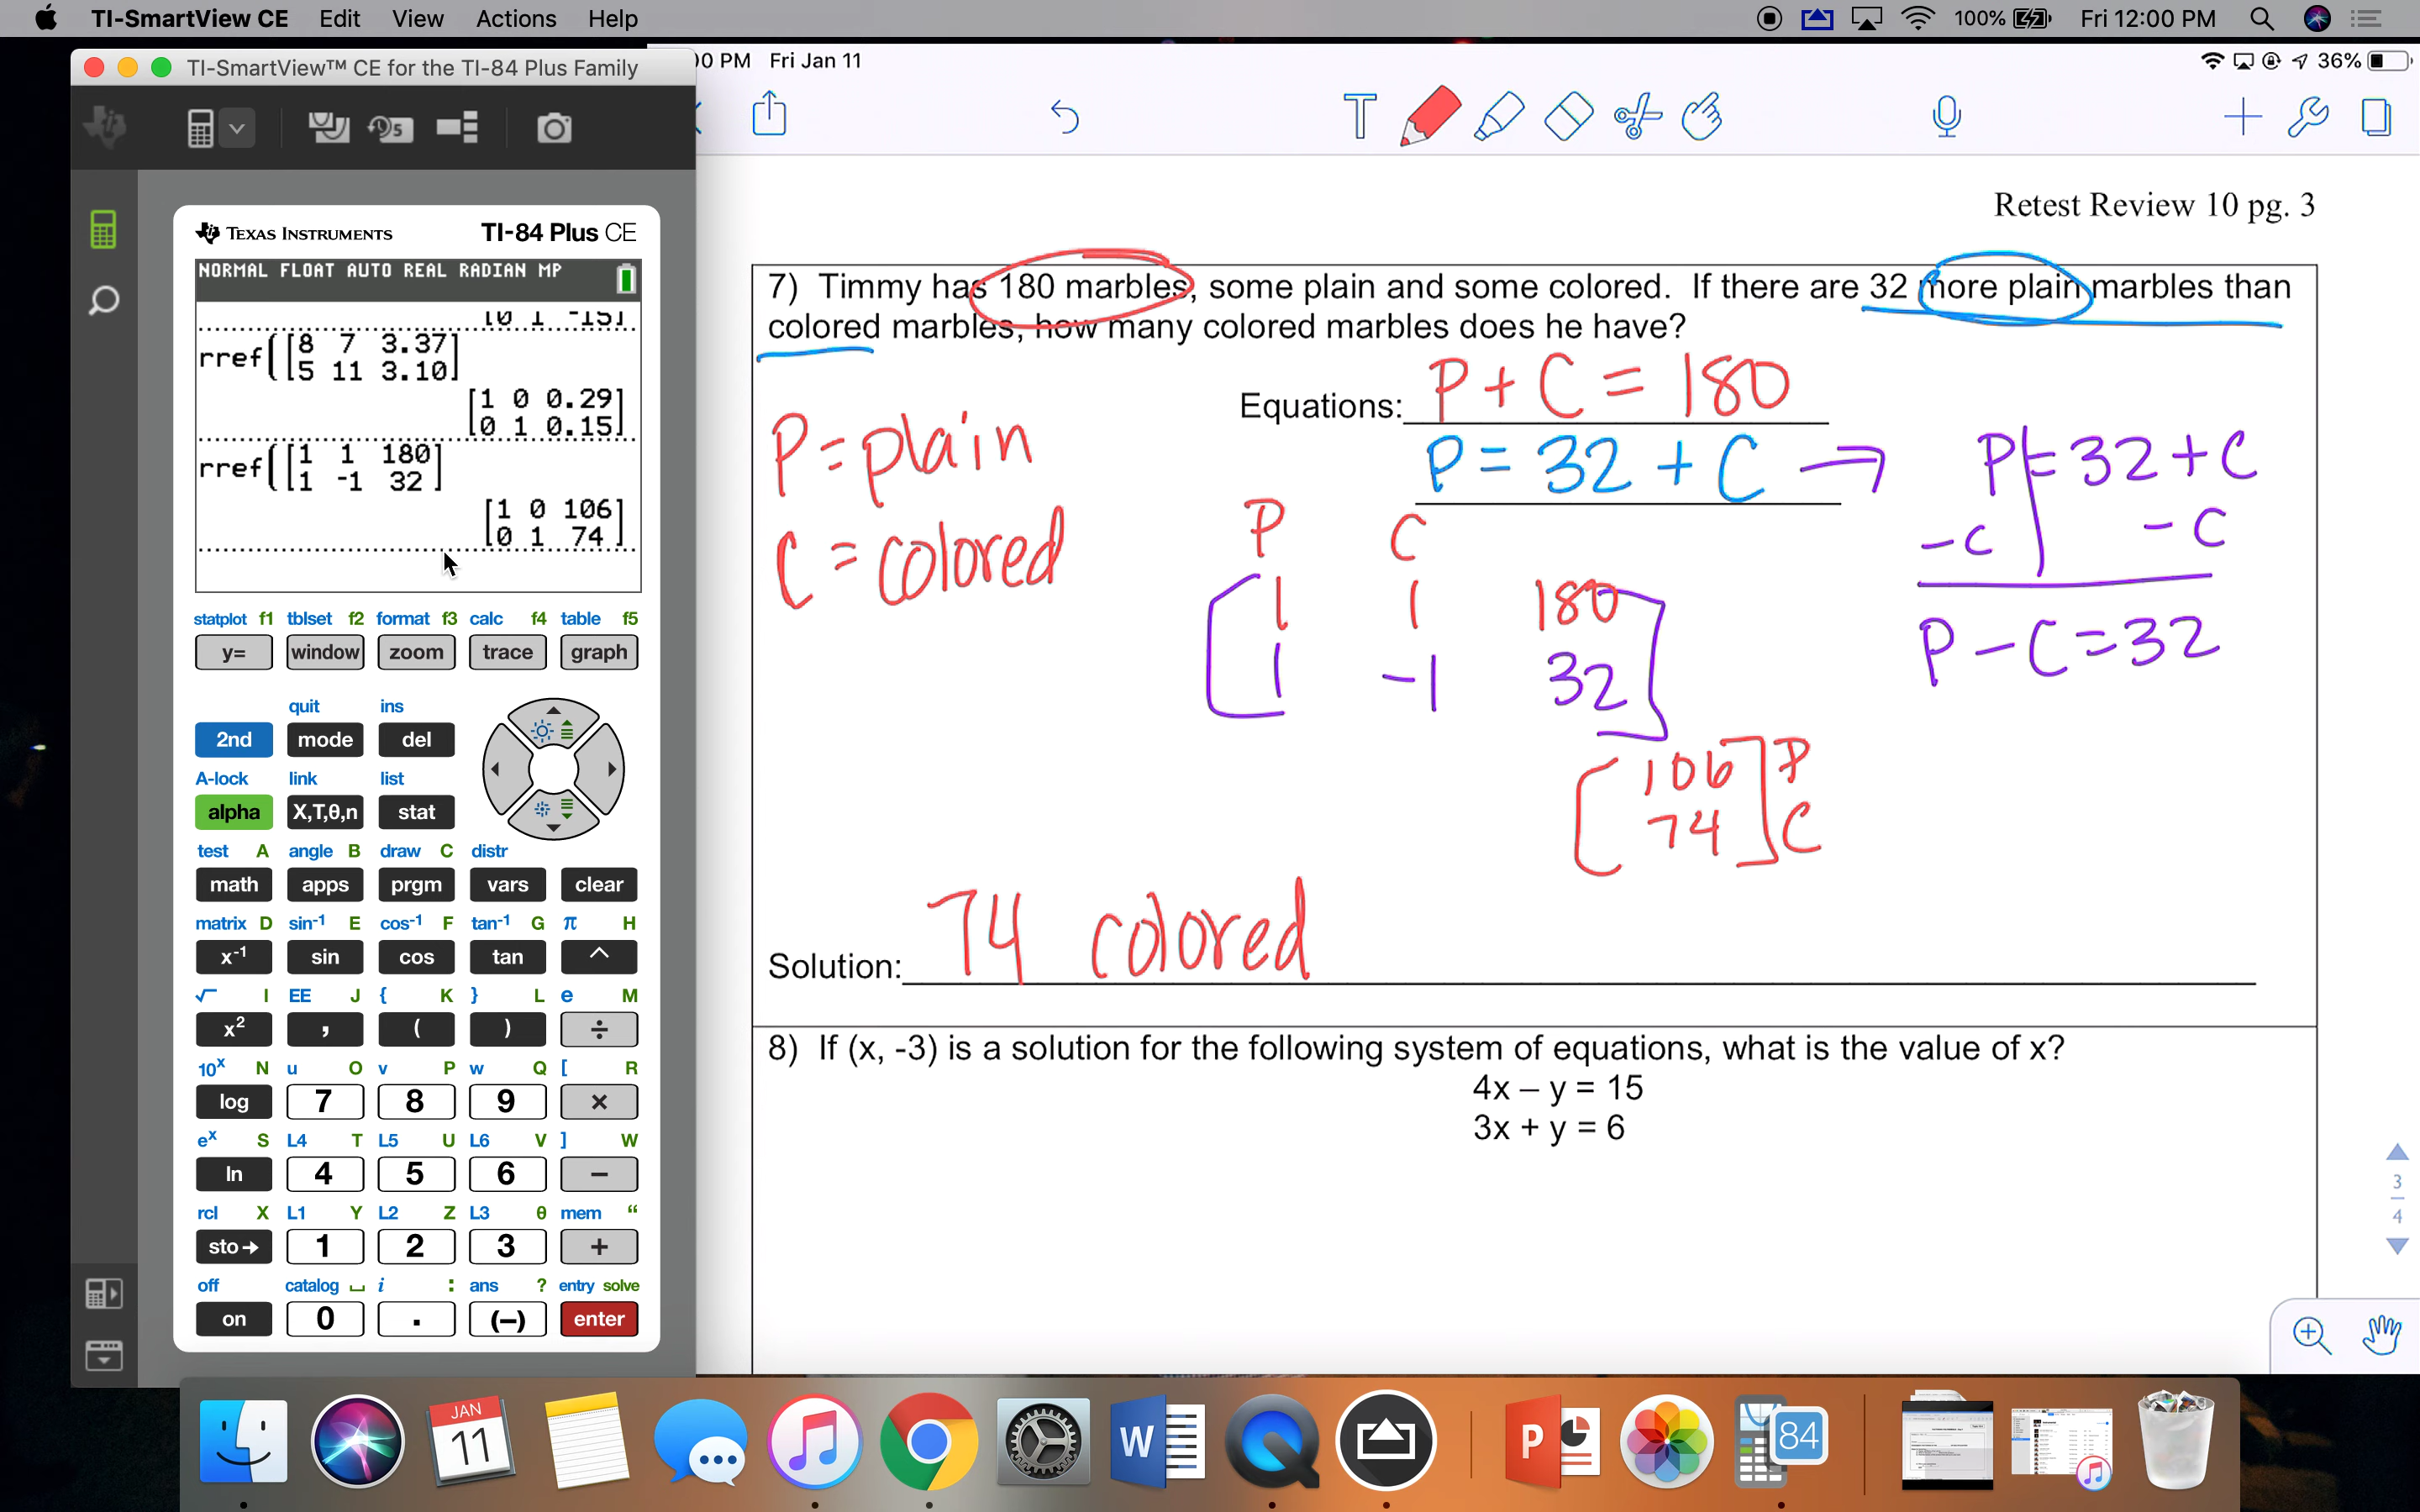 TI-SmartView CE Edit View Actions Help 100% Fri 12:00 PM
TI-SmartView™ CE for the TI-84 Plus Family
00 PM Fri Jan 11 36%
TEXAS INSTRUMENTS TI-84 Plus CE
NORMAL FLOAT AUTO REAL RADIAN MP
[0 1 -15]
rref([8 7 3.37]
[5 11 3.10]
[1 0 0.29]
[0 1 0.15]
rref([1 1 180]
[1 -1 32]
[1 0 106]
[0 1 74]
statplot f1 tblset f2 format f3 calc f4 table f5
y= window zoom trace graph
quit ins
2nd mode del
A-lock link list
alpha X,T,θ,n stat
test A angle B draw C distr
math apps prgm vars clear
matrix D sin-1 E cos-1 F tan-1 G π H
x-1 sin cos tan ^
√ I EE J { K } L e M
x2 , ( ) ÷
10x N u O v P w Q [ R
log 7 8 9 ×
ex S L4 T L5 U L6 V ] W
ln 4 5 6 −
rcl X L1 Y L2 Z L3 θ mem “
sto→ 1 2 3 +
off catalog ⎵ i : ans ? entry solve
on 0 . (−) enter
Retest Review 10 pg. 3
7) Timmy has 180 marbles, some plain and some colored. If there are 32 more plain marbles than
colored marbles, how many colored marbles does he have?
Equations: P + C = 180
P = 32 + C → P = 32 + C
-C -C
P - C = 32
P = plain
C = colored
P C
1 1 180
1 -1 32
[106] P
[74] C
Solution: 74 colored
8) If (x, -3) is a solution for the following system of equations, what is the value of x?
4x – y = 15
3x + y = 6
3
4
JAN
11
W
P
84